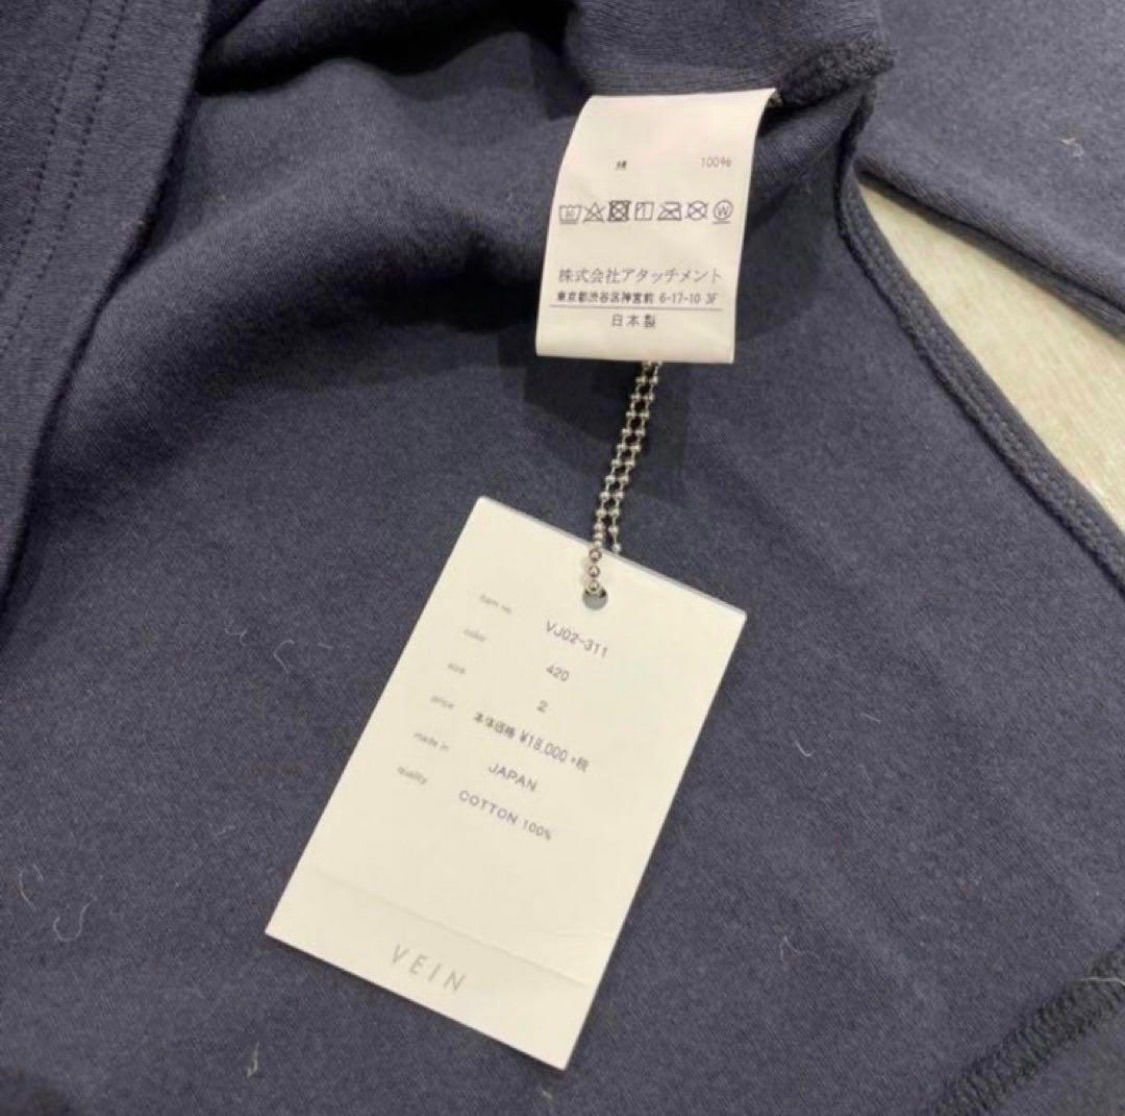 綿 100%
株式会社アタッチメント
東京都渋谷区神宮前 6-17-10 3F
日本製
item no. VJ02-311
color 420
size 2
price 本体価格 ¥18,000+税
made in JAPAN
quality COTTON 100%
VEIN